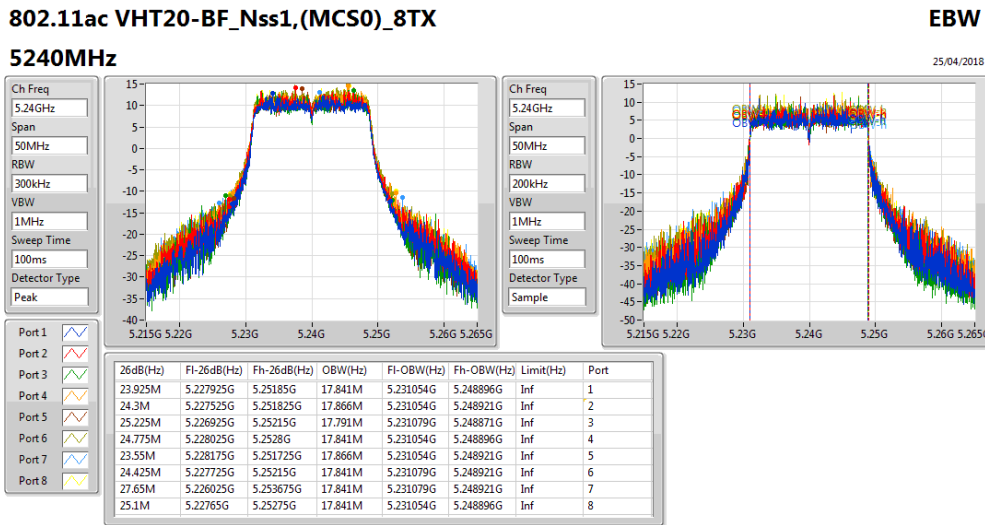 802.11ac VHT20-BF_Nss1,(MCS0)_8TX EBW
5240MHz 25/04/2018
Ch Freq
5.24GHz
Span
50MHz
RBW
300kHz
VBW
1MHz
Sweep Time
100ms
Detector Type
Peak
15
10
5
0
-5
-10
-15
-20
-25
-30
-35
-40
5.215G 5.22G 5.23G 5.24G 5.25G 5.26G 5.265G
Ch Freq
5.24GHz
Span
50MHz
RBW
200kHz
VBW
1MHz
Sweep Time
100ms
Detector Type
Sample
15
10
5
0
-5
-10
-15
-20
-25
-30
-35
-40
-45
-50
5.215G 5.22G 5.23G 5.24G 5.25G 5.26G 5.265G
Port 1
Port 2
Port 3
Port 4
Port 5
Port 6
Port 7
Port 8
26dB(Hz) Fl-26dB(Hz) Fh-26dB(Hz) OBW(Hz) Fl-OBW(Hz) Fh-OBW(Hz) Limit(Hz) Port
23.925M 5.227925G 5.25185G 17.841M 5.231054G 5.248896G Inf 1
24.3M 5.227525G 5.251825G 17.866M 5.231054G 5.248921G Inf 2
25.225M 5.226925G 5.25215G 17.791M 5.231079G 5.248871G Inf 3
24.775M 5.228025G 5.2528G 17.841M 5.231054G 5.248896G Inf 4
23.55M 5.228175G 5.251725G 17.866M 5.231054G 5.248921G Inf 5
24.425M 5.227725G 5.25215G 17.841M 5.231079G 5.248921G Inf 6
27.65M 5.226025G 5.253675G 17.841M 5.231079G 5.248921G Inf 7
25.1M 5.22765G 5.25275G 17.841M 5.231054G 5.248896G Inf 8